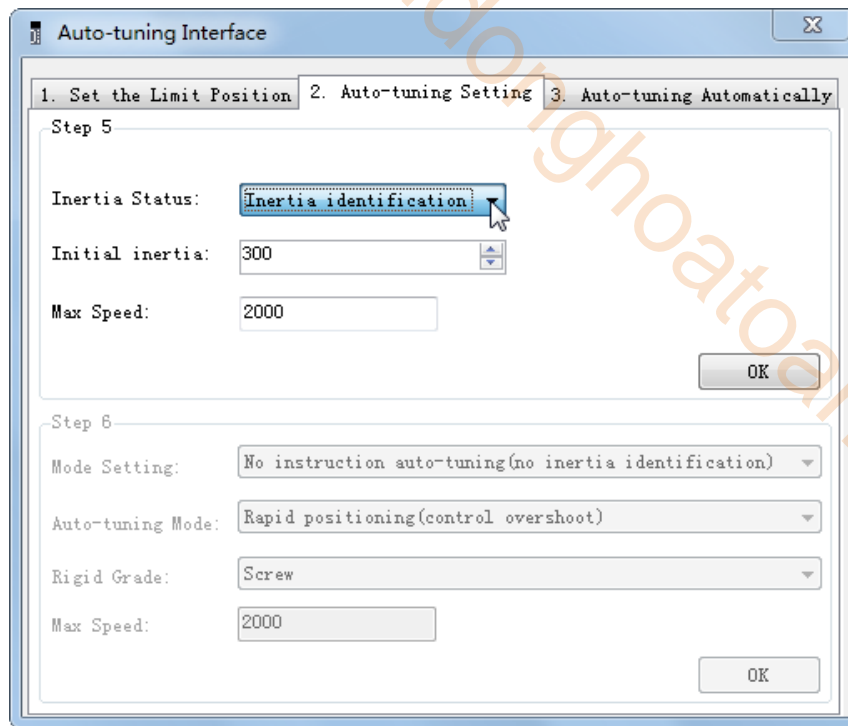 Auto-tuning Interface
1. Set the Limit Position 2. Auto-tuning Setting 3. Auto-tuning Automatically
Step 5
Inertia Status: Inertia identification
Initial inertia: 300
Max Speed: 2000
OK
Step 6
Mode Setting: No instruction auto-tuning(no inertia identification)
Auto-tuning Mode: Rapid positioning(control overshoot)
Rigid Grade: Screw
Max Speed: 2000
OK